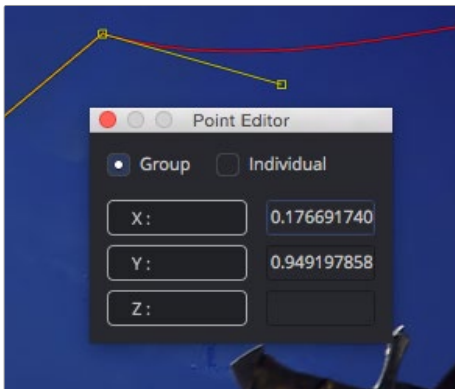 Point Editor
Group Individual
X: 0.176691740
Y: 0.949197858
Z: